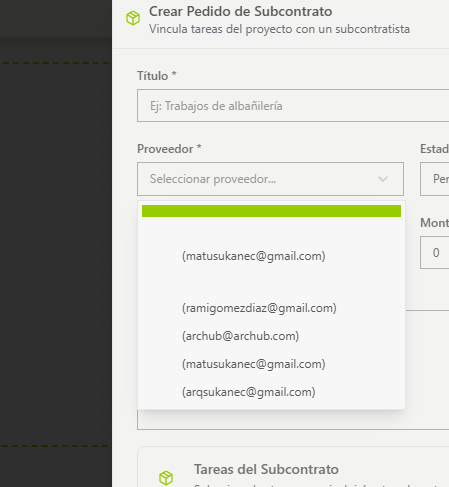 Crear Pedido de Subcontrato
Vincula tareas del proyecto con un subcontratista
Título *
Ej: Trabajos de albañilería
Proveedor *
Estad
Seleccionar proveedor...
Per
Mont
0
(matusukanec@gmail.com)
(ramigomezdiaz@gmail.com)
(archub@archub.com)
(matusukanec@gmail.com)
(arqsukanec@gmail.com)
Tareas del Subcontrato